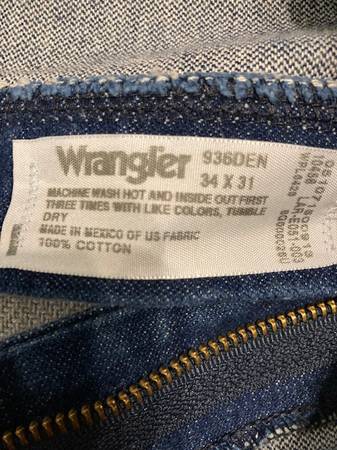 Wrangler 936DEN
34 X 31
MACHINE WASH HOT AND INSIDE OUT FIRST
THREE TIMES WITH LIKE COLORS, TUMBLE
DRY
MADE IN MEXICO OF US FABRIC
100% COTTON
10458